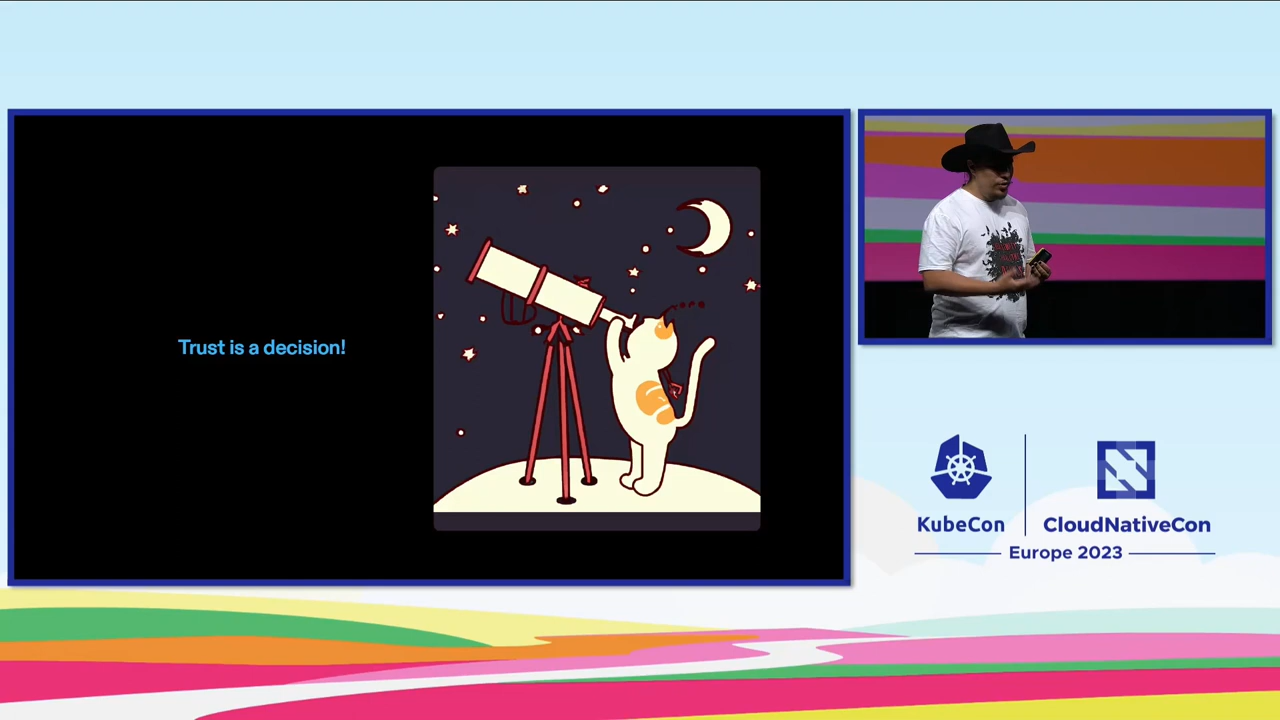 Trust is a decision!
KubeCon
CloudNativeCon
Europe 2023